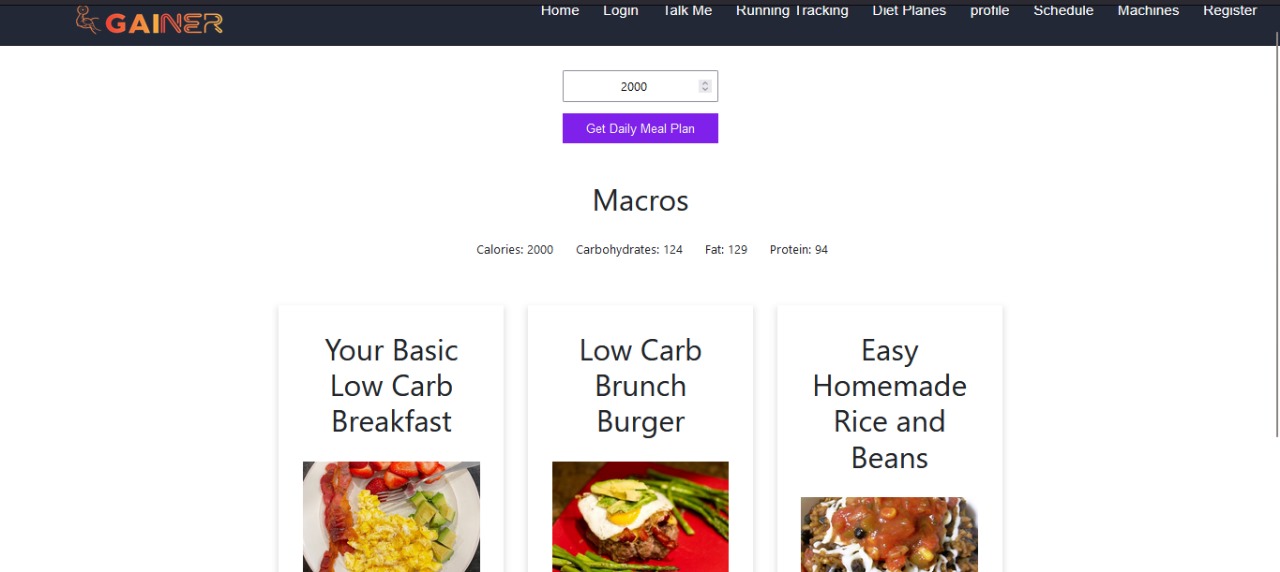 GAINER Home Login Talk Me Running Tracking Diet Planes profile Schedule Machines Register
2000
Get Daily Meal Plan
Macros
Calories: 2000 Carbohydrates: 124 Fat: 129 Protein: 94
Your Basic
Low Carb
Breakfast
Low Carb
Brunch
Burger
Easy
Homemade
Rice and
Beans